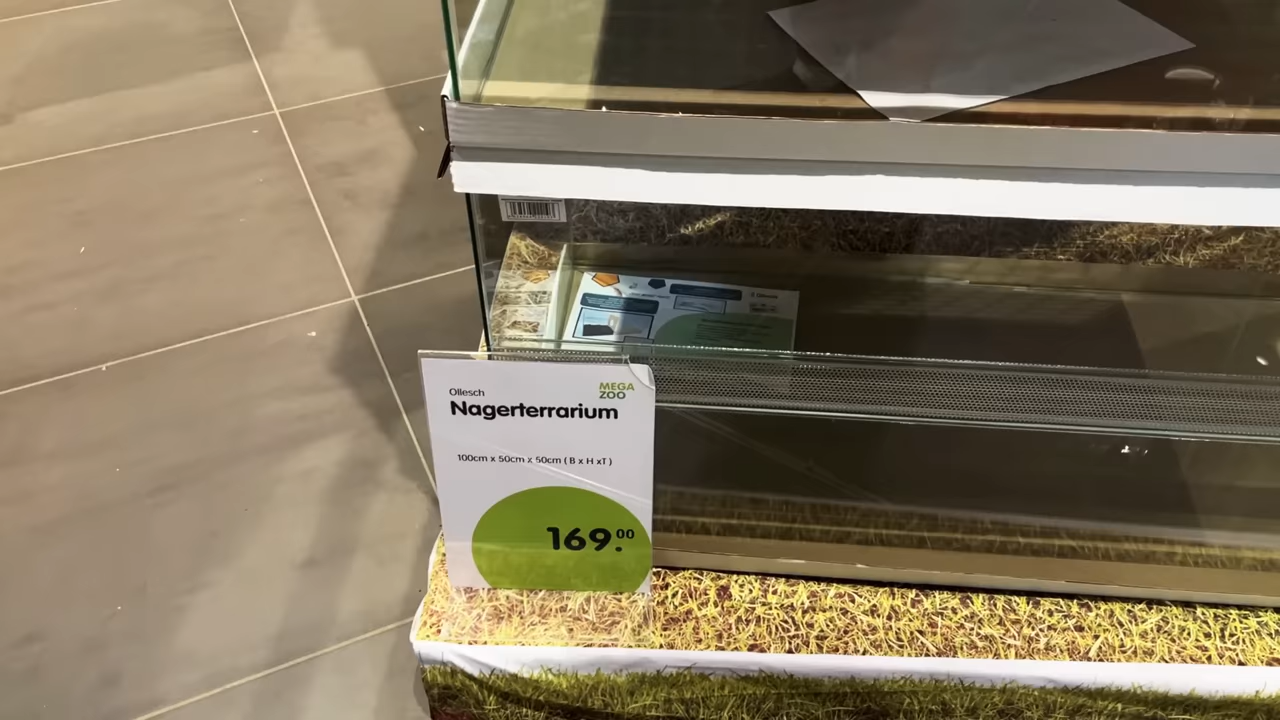 Ollesch
MEGA
ZOO
Nagerterrarium
100cm x 50cm x 50cm ( B x H xT )
169.00